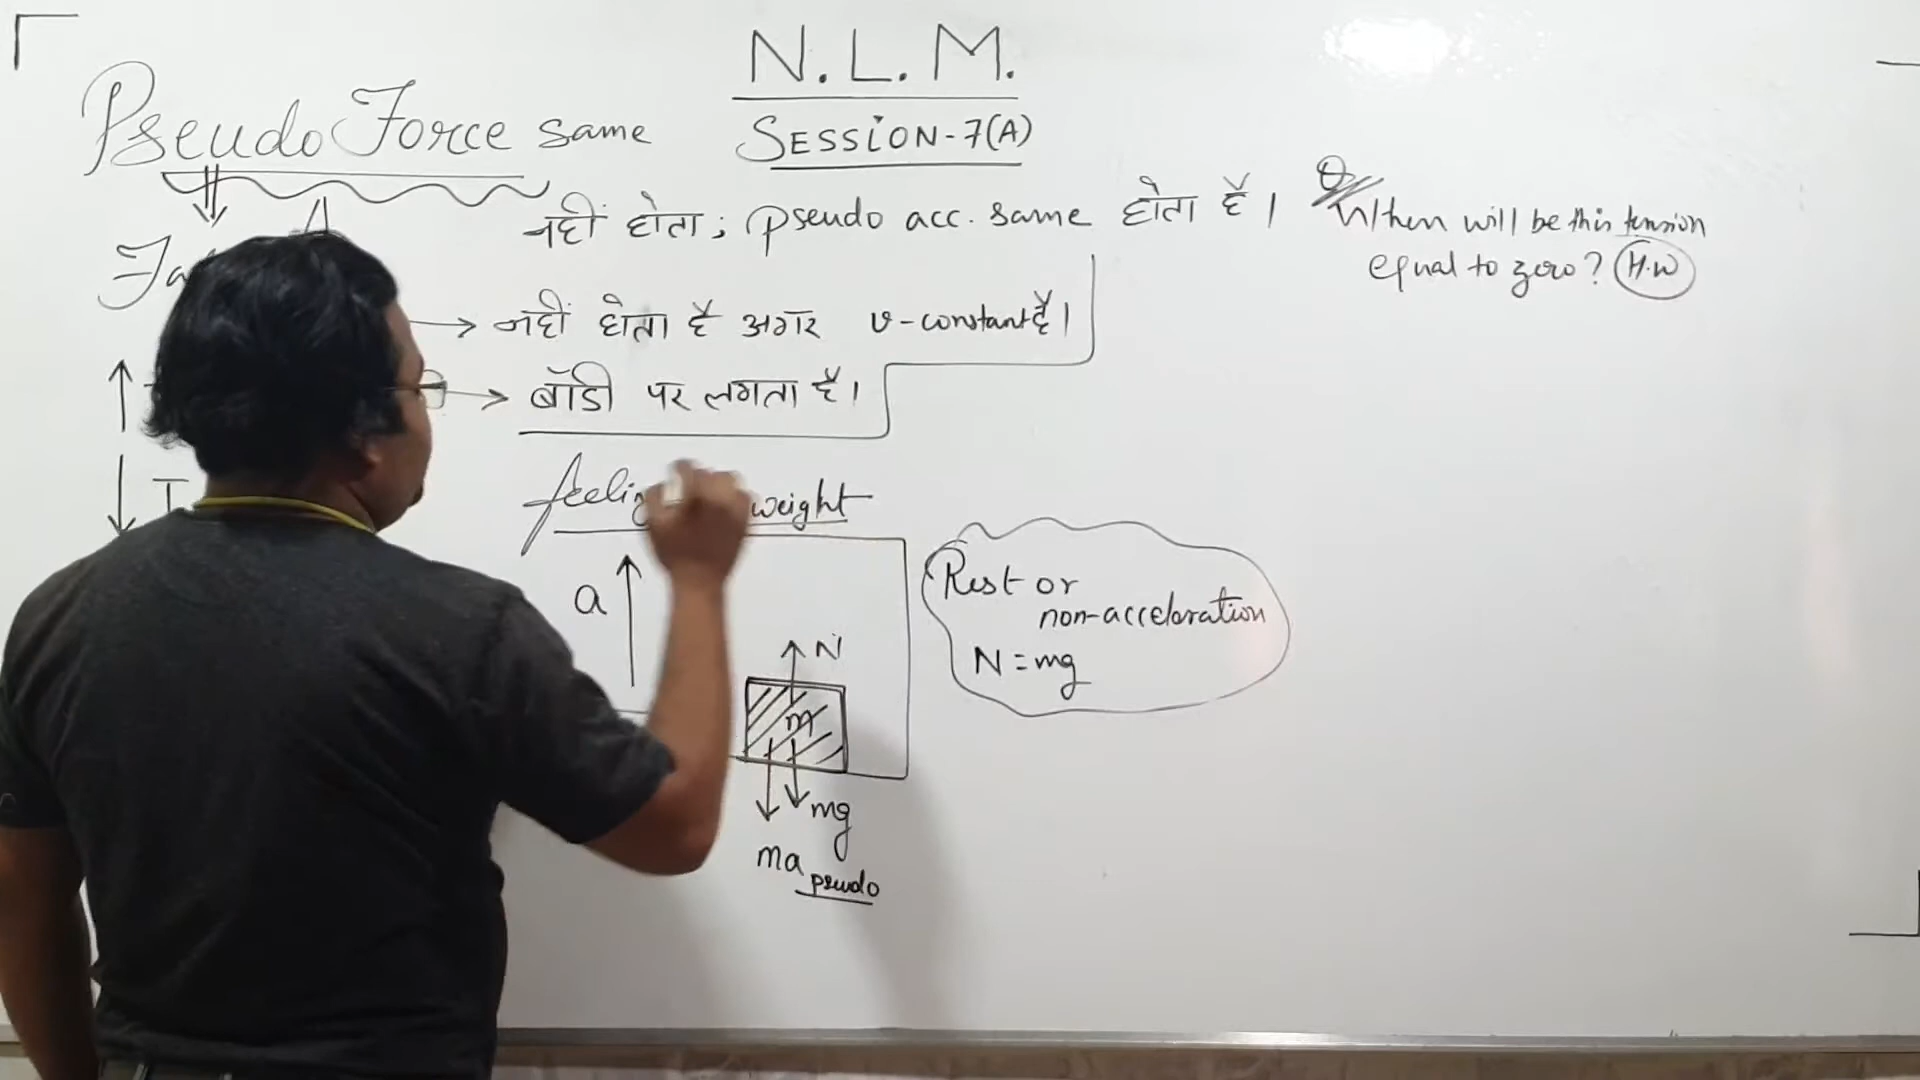 N.L.M.
SESSION-7(A)
Pseudo Force same
नहीं होता; pseudo acc. same होता है।
नहीं होता है अगर v-constant है।
बॉडी पर लगता है।
weight
a
N
m
mg
ma pseudo
Rest or
non-acceleration
N = mg
Q
When will be this tension
equal to zero? H.W